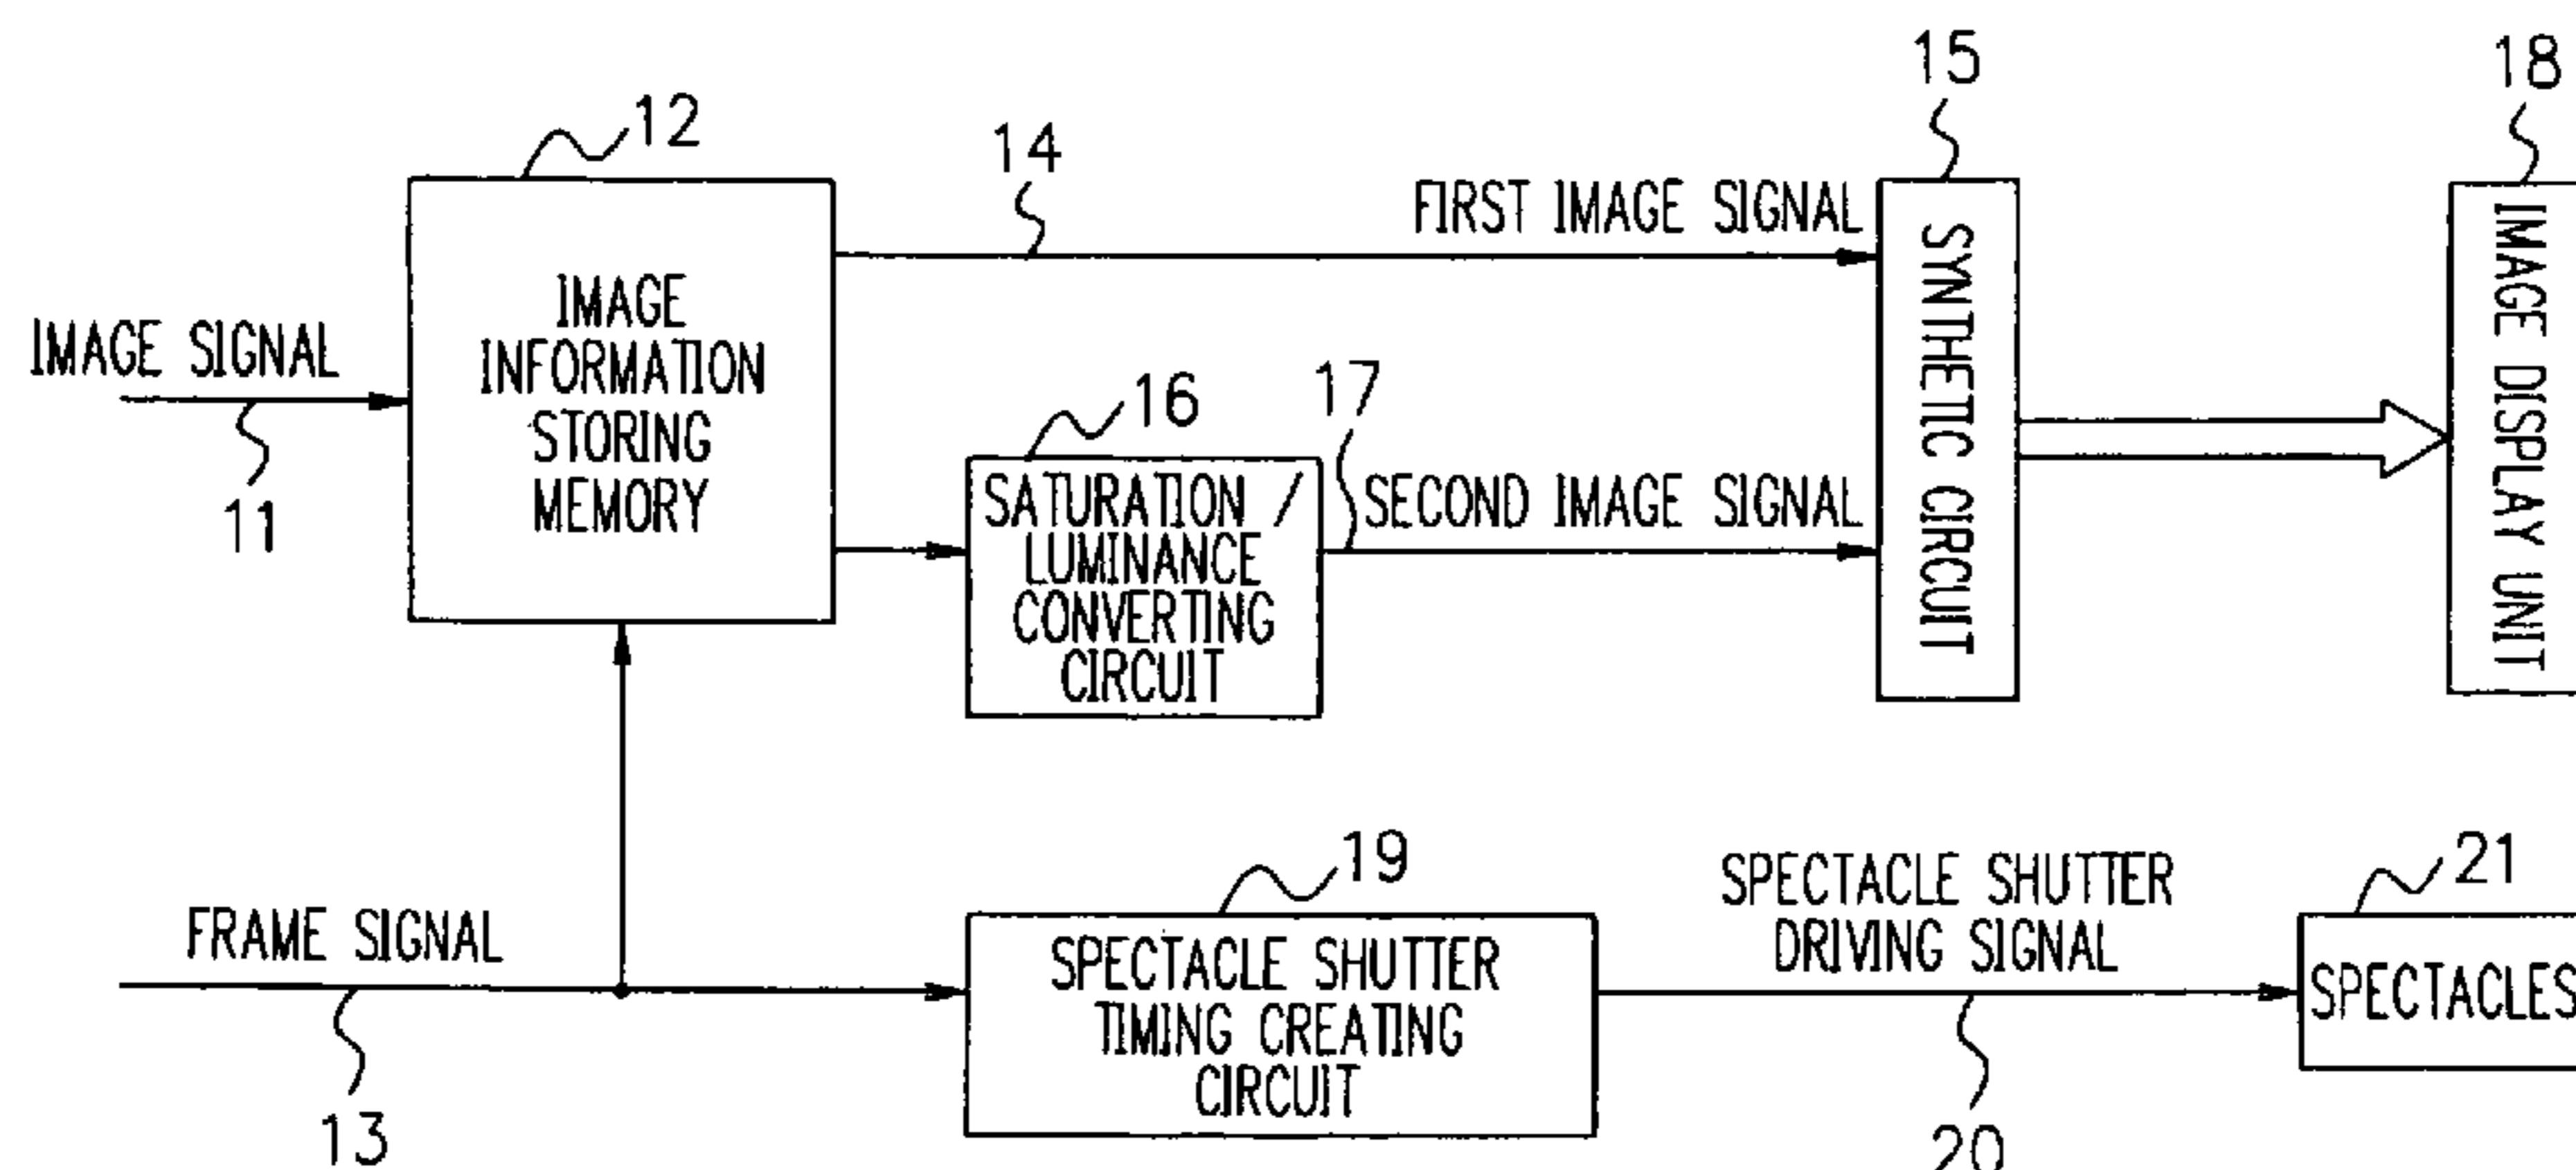 15
18
12
14
FIRST IMAGE SIGNAL
IMAGE
INFORMATION
STORING
MEMORY
IMAGE SIGNAL
11
16
17
SATURATION /
LUMINANCE
CONVERTING
CIRCUIT
SECOND IMAGE SIGNAL
SYNTHETIC CIRCUIT
IMAGE DISPLAY UNIT
19
SPECTACLE SHUTTER
DRIVING SIGNAL
21
FRAME SIGNAL
SPECTACLE SHUTTER
TIMING CREATING
CIRCUIT
SPECTACLES
13
20